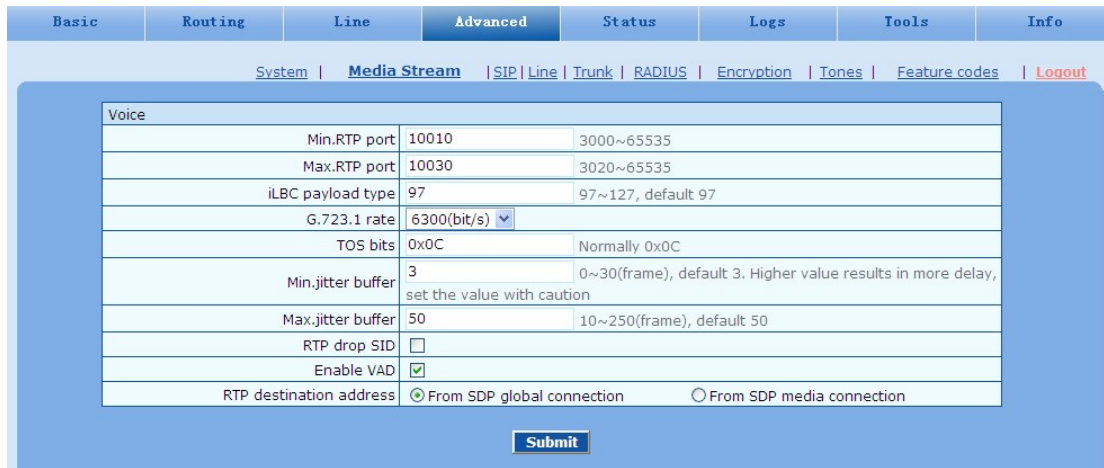 Basic Routing Line Advanced Status Logs Tools Info
System | Media Stream | SIP | Line | Trunk | RADIUS | Encryption | Tones | Feature codes | Logout
Voice
Min.RTP port 10010 3000~65535
Max.RTP port 10030 3020~65535
iLBC payload type 97 97~127, default 97
G.723.1 rate 6300(bit/s)
TOS bits 0x0C Normally 0x0C
Min.jitter buffer 3 0~30(frame), default 3. Higher value results in more delay,
set the value with caution
Max.jitter buffer 50 10~250(frame), default 50
RTP drop SID
Enable VAD
RTP destination address From SDP global connection From SDP media connection
Submit